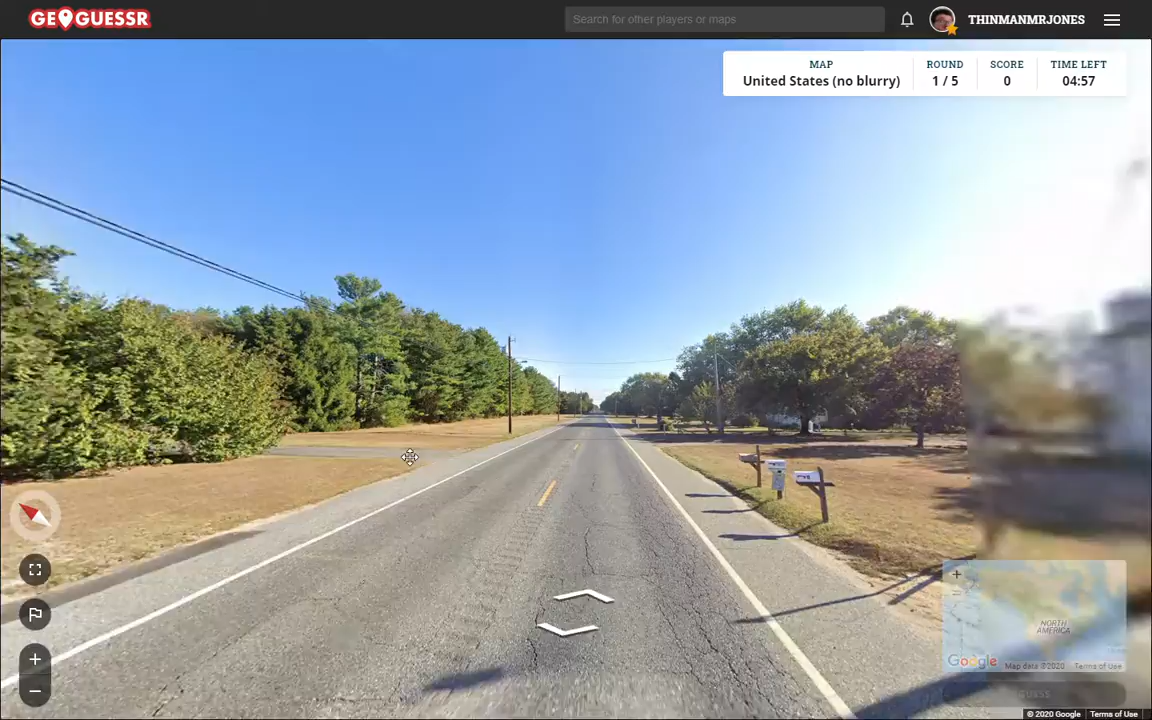 GEOGUESSR
Search for other players or maps
THINMANMRJONES
MAP
United States (no blurry)
ROUND
1 / 5
SCORE
0
TIME LEFT
04:57
+
−
+
NORTH
AMERICA
Google
Map data ©2020
Terms of Use
GUESS
© 2020 Google
Terms of Use